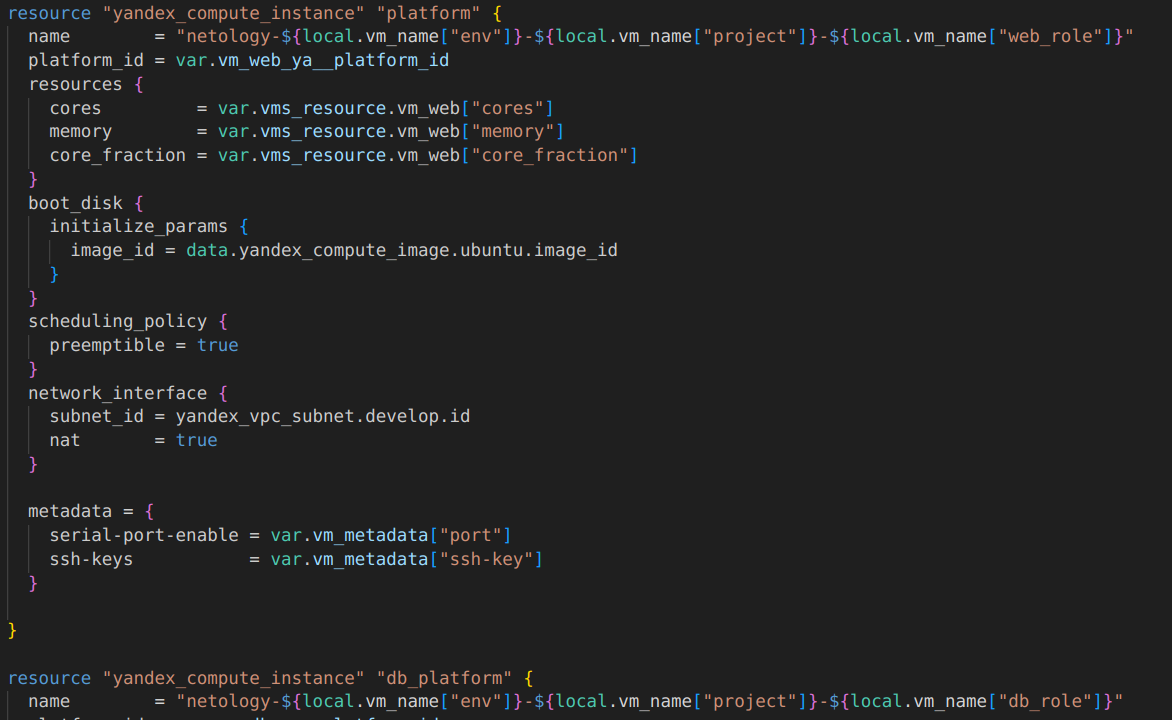 resource "yandex_compute_instance" "platform" {
  name        = "netology-${local.vm_name["env"]}-${local.vm_name["project"]}-${local.vm_name["web_role"]}"
  platform_id = var.vm_web_ya__platform_id
  resources {
    cores         = var.vms_resource.vm_web["cores"]
    memory        = var.vms_resource.vm_web["memory"]
    core_fraction = var.vms_resource.vm_web["core_fraction"]
  }
  boot_disk {
    initialize_params {
      image_id = data.yandex_compute_image.ubuntu.image_id
    }
  }
  scheduling_policy {
    preemptible = true
  }
  network_interface {
    subnet_id = yandex_vpc_subnet.develop.id
    nat       = true
  }

  metadata = {
    serial-port-enable = var.vm_metadata["port"]
    ssh-keys           = var.vm_metadata["ssh-key"]
  }

}

resource "yandex_compute_instance" "db_platform" {
  name        = "netology-${local.vm_name["env"]}-${local.vm_name["project"]}-${local.vm_name["db_role"]}"